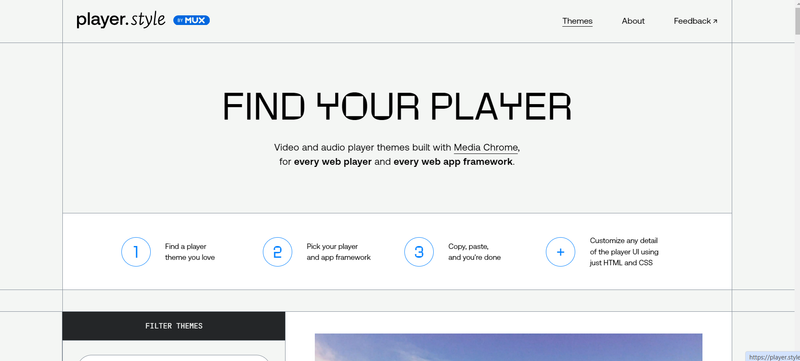 player.style BY MUX
Themes About Feedback ↗
FIND YOUR PLAYER
Video and audio player themes built with Media Chrome,
for every web player and every web app framework.
1 Find a player
theme you love
2 Pick your player
and app framework
3 Copy, paste,
and you're done
+ Customize any detail
of the player UI using
just HTML and CSS
FILTER THEMES
https://player.style